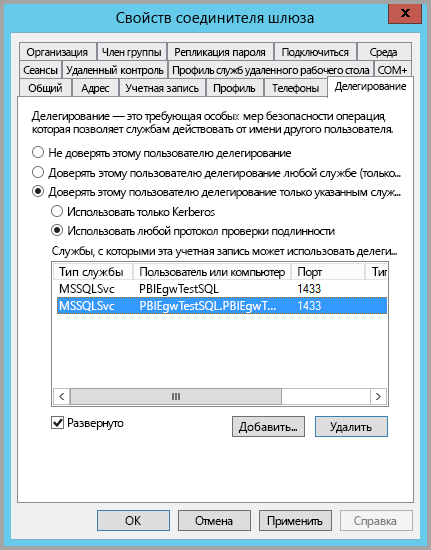 Свойств соединителя шлюза
x
Организация Член группы Репликация пароля Подключиться Среда
Сеансы Удаленный контроль Профиль служб удаленного рабочего стола COM+
Общий Адрес Учетная запись Профиль Телефоны Делегирование
Делегирование — это требующая особых мер безопасности операция,
которая позволяет службам действовать от имени другого пользователя.
Не доверять этому пользователю делегирование
Доверять этому пользователю делегирование любой службе (только...
Доверять этому пользователю делегирование только указанным служ...
Использовать только Kerberos
Использовать любой протокол проверки подлинности
Службы, с которыми эта учетная запись может использовать делеги...
Тип службы Пользователь или компьютер Порт Тиг
MSSQLSvc PBIEgwTestSQL 1433
MSSQLSvc PBIEgwTestSQL.PBIEgwT... 1433
Развернуто Добавить... Удалить
ОК Отмена Применить Справка